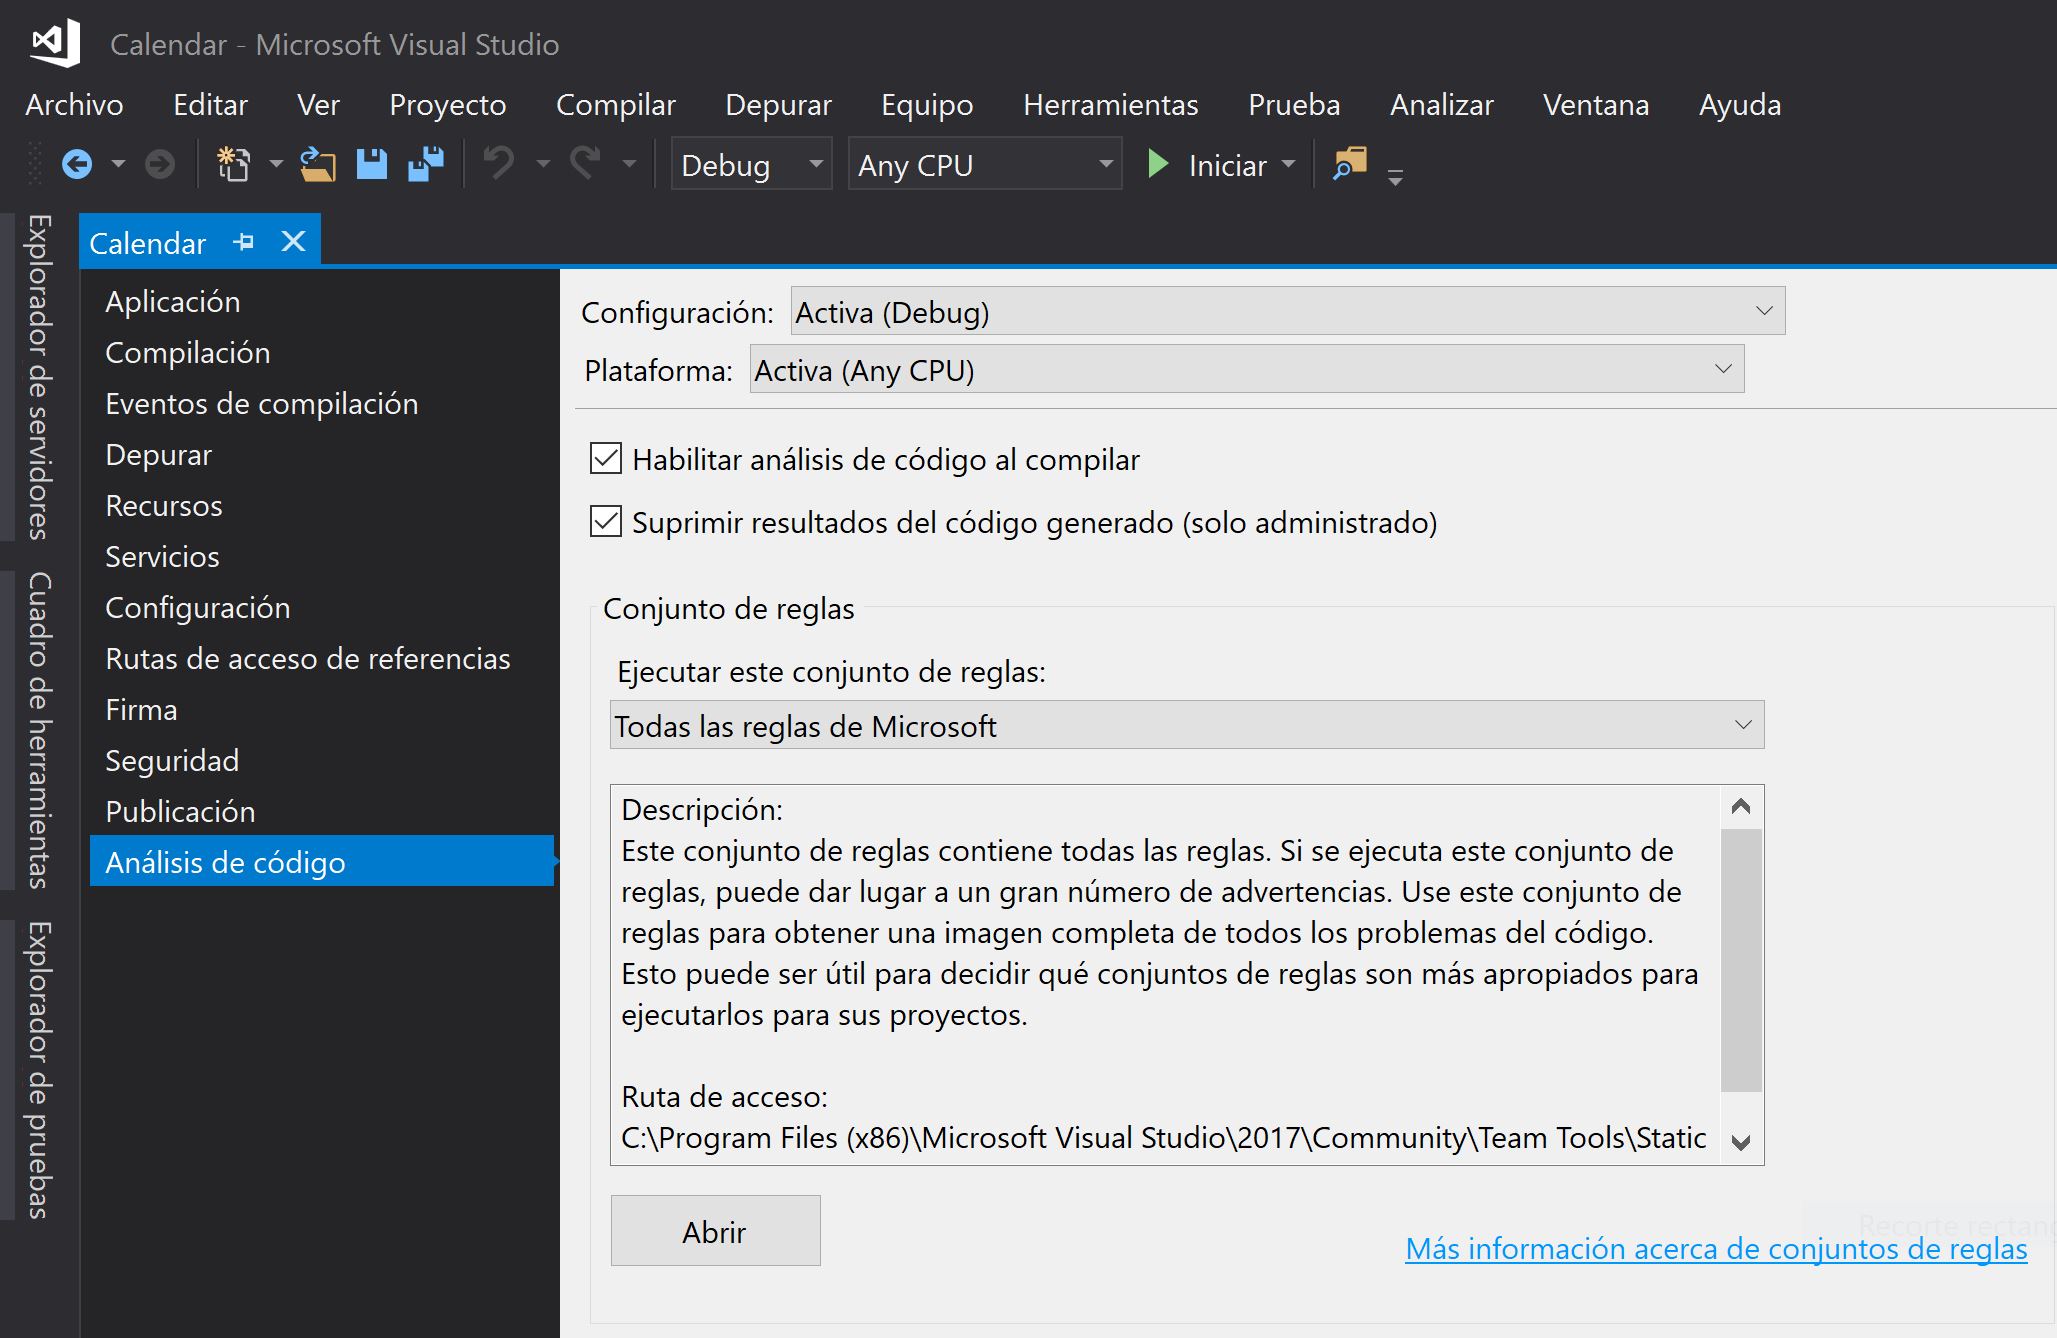 Calendar - Microsoft Visual Studio
Archivo Editar Ver Proyecto Compilar Depurar Equipo Herramientas Prueba Analizar Ventana Ayuda
Debug Any CPU Iniciar
Explorador de servidores
Cuadro de herramientas
Explorador de pruebas
Calendar
Aplicación
Compilación
Eventos de compilación
Depurar
Recursos
Servicios
Configuración
Rutas de acceso de referencias
Firma
Seguridad
Publicación
Análisis de código
Configuración: Activa (Debug)
Plataforma: Activa (Any CPU)
Habilitar análisis de código al compilar
Suprimir resultados del código generado (solo administrado)
Conjunto de reglas
Ejecutar este conjunto de reglas:
Todas las reglas de Microsoft
Descripción:
Este conjunto de reglas contiene todas las reglas. Si se ejecuta este conjunto de
reglas, puede dar lugar a un gran número de advertencias. Use este conjunto de
reglas para obtener una imagen completa de todos los problemas del código.
Esto puede ser útil para decidir qué conjuntos de reglas son más apropiados para
ejecutarlos para sus proyectos.
Ruta de acceso:
C:\Program Files (x86)\Microsoft Visual Studio\2017\Community\Team Tools\Static
Abrir
Recorte rectang
Más información acerca de conjuntos de reglas